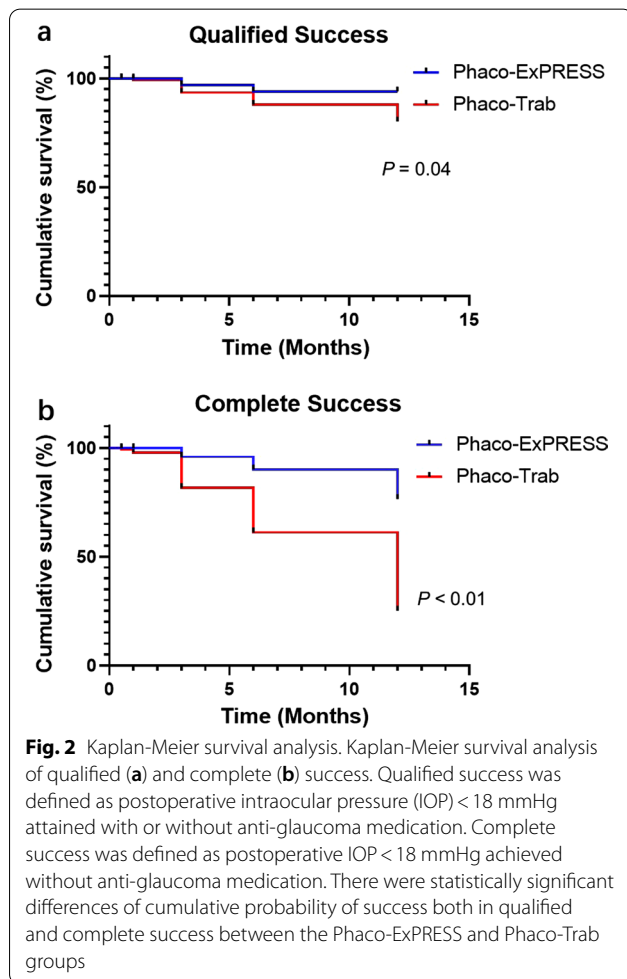 a
Qualified Success
Cumulative survival (%)
100
50
0
0 5 10 15
Time (Months)
Phaco-ExPRESS
Phaco-Trab
P = 0.04
b
Complete Success
Cumulative survival (%)
100
50
0
0 5 10 15
Time (Months)
Phaco-ExPRESS
Phaco-Trab
P < 0.01
Fig. 2 Kaplan-Meier survival analysis. Kaplan-Meier survival analysis
of qualified (a) and complete (b) success. Qualified success was
defined as postoperative intraocular pressure (IOP) < 18 mmHg
attained with or without anti-glaucoma medication. Complete
success was defined as postoperative IOP < 18 mmHg achieved
without anti-glaucoma medication. There were statistically significant
differences of cumulative probability of success both in qualified
and complete success between the Phaco-ExPRESS and Phaco-Trab
groups